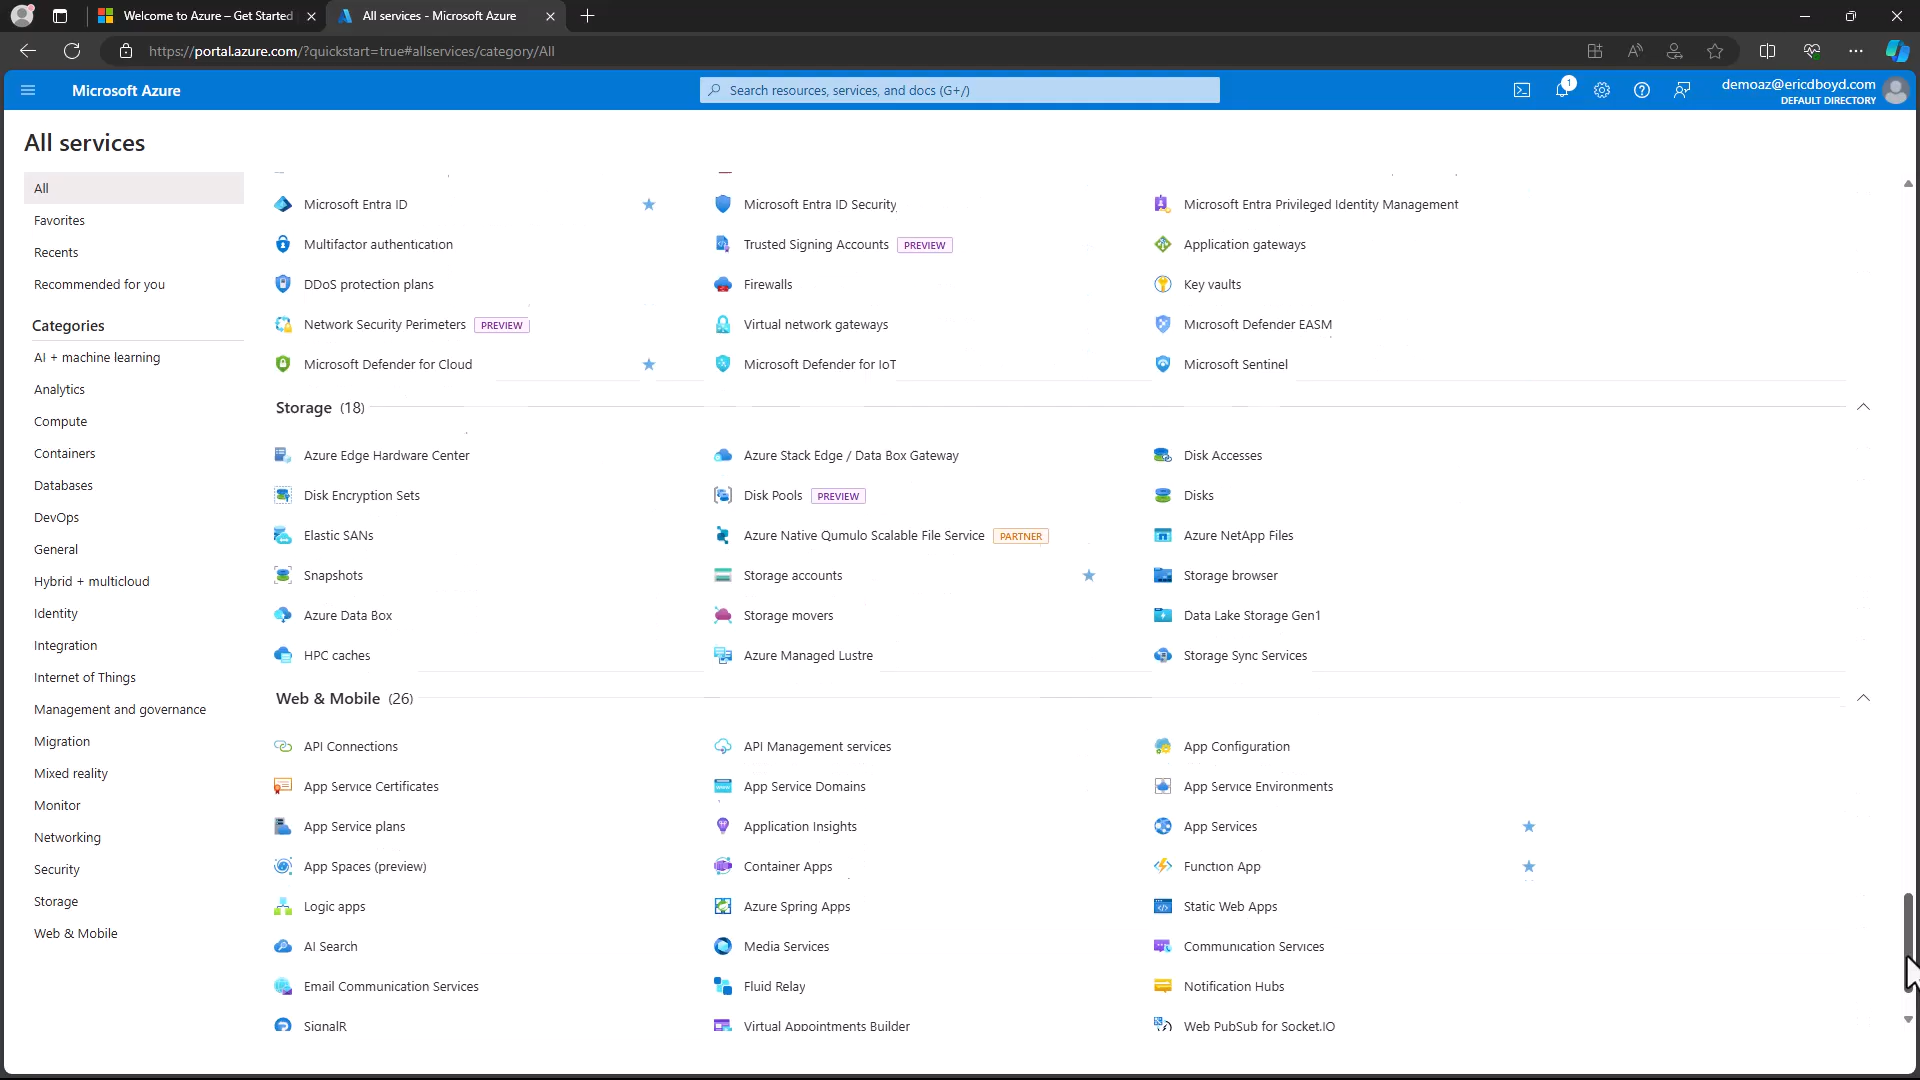 Welcome to Azure – Get Started
All services - Microsoft Azure
https://portal.azure.com/?quickstart=true#allservices/category/All
Microsoft Azure
Search resources, services, and docs (G+/)
1
demoaz@ericdboyd.com
DEFAULT DIRECTORY
All services
All
Favorites
Recents
Recommended for you
Categories
AI + machine learning
Analytics
Compute
Containers
Databases
DevOps
General
Hybrid + multicloud
Identity
Integration
Internet of Things
Management and governance
Migration
Mixed reality
Monitor
Networking
Security
Storage
Web & Mobile
Microsoft Entra ID
Microsoft Entra ID Security
Microsoft Entra Privileged Identity Management
Multifactor authentication
Trusted Signing Accounts PREVIEW
Application gateways
DDoS protection plans
Firewalls
Key vaults
Network Security Perimeters PREVIEW
Virtual network gateways
Microsoft Defender EASM
Microsoft Defender for Cloud
Microsoft Defender for IoT
Microsoft Sentinel
Storage (18)
Azure Edge Hardware Center
Azure Stack Edge / Data Box Gateway
Disk Accesses
Disk Encryption Sets
Disk Pools PREVIEW
Disks
Elastic SANs
Azure Native Qumulo Scalable File Service PARTNER
Azure NetApp Files
Snapshots
Storage accounts
Storage browser
Azure Data Box
Storage movers
Data Lake Storage Gen1
HPC caches
Azure Managed Lustre
Storage Sync Services
Web & Mobile (26)
API Connections
API Management services
App Configuration
App Service Certificates
App Service Domains
App Service Environments
App Service plans
Application Insights
App Services
App Spaces (preview)
Container Apps
Function App
Logic apps
Azure Spring Apps
Static Web Apps
AI Search
Media Services
Communication Services
Email Communication Services
Fluid Relay
Notification Hubs
SignalR
Virtual Appointments Builder
Web PubSub for Socket.IO